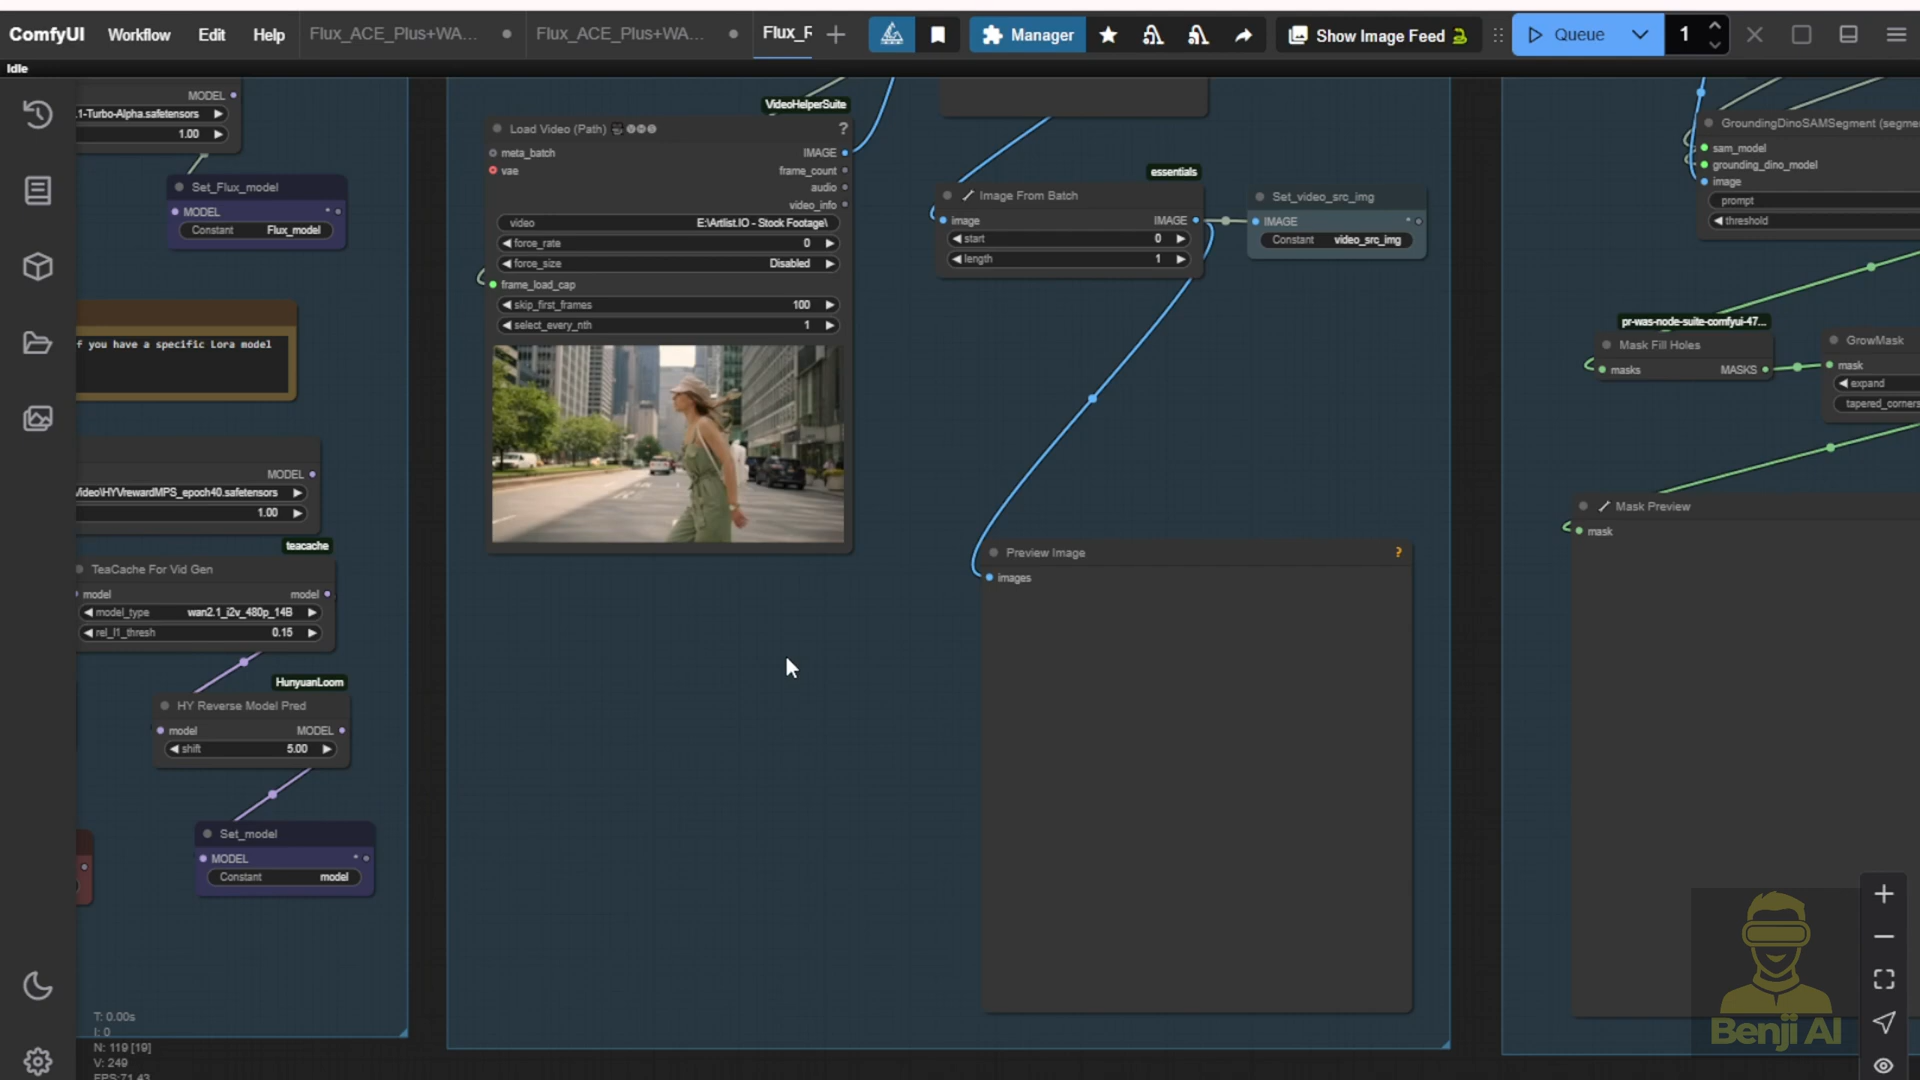 ComfyUI Workflow Edit Help Flux_ACE_Plus+WA... Flux_ACE_Plus+WA... Flux_R Manager Show Image Feed Queue 1
Idle
MODEL
.1-Turbo-Alpha.safetensors
1.00
Set_Flux_model
MODEL
Constant Flux_model
f you have a specific Lora model
MODEL
Video\HYVrewardMPS_epoch40.safetensors
1.00
teacache
TeaCache For Vid Gen
model model
model_type wan2.1_i2v_480p_14B
rel_l1_thresh 0.15
HunyuanLoom
HY Reverse Model Pred
model MODEL
shift 5.00
Set_model
MODEL
Constant model
T: 0.00s
I: 0
N: 119 [19]
V: 249
FPS:71.43
VideoHelperSuite
Load Video (Path) ?
meta_batch IMAGE
vae frame_count
audio
video_info
video E:\Artlist.IO - Stock Footage\
force_rate 0
force_size Disabled
frame_load_cap
skip_first_frames 100
select_every_nth 1
essentials
Image From Batch
image IMAGE
start 0
length 1
Set_video_src_img
IMAGE
Constant video_src_img
Preview Image ?
images
GroundingDinoSAMSegment (segme
sam_model
grounding_dino_model
image
prompt
threshold
pr-was-node-suite-comfyui-47...
Mask Fill Holes
masks MASKS
GrowMask
mask
expand
tapered_corners
Mask Preview
mask
Benji AI